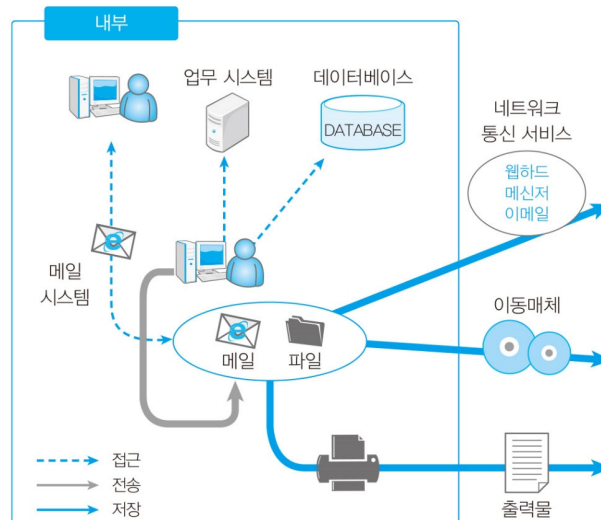 내부
업무 시스템
데이터베이스
DATABASE
네트워크
통신 서비스
웹하드
메신저
이메일
메일
시스템
메일
파일
이동매체
접근
전송
저장
출력물